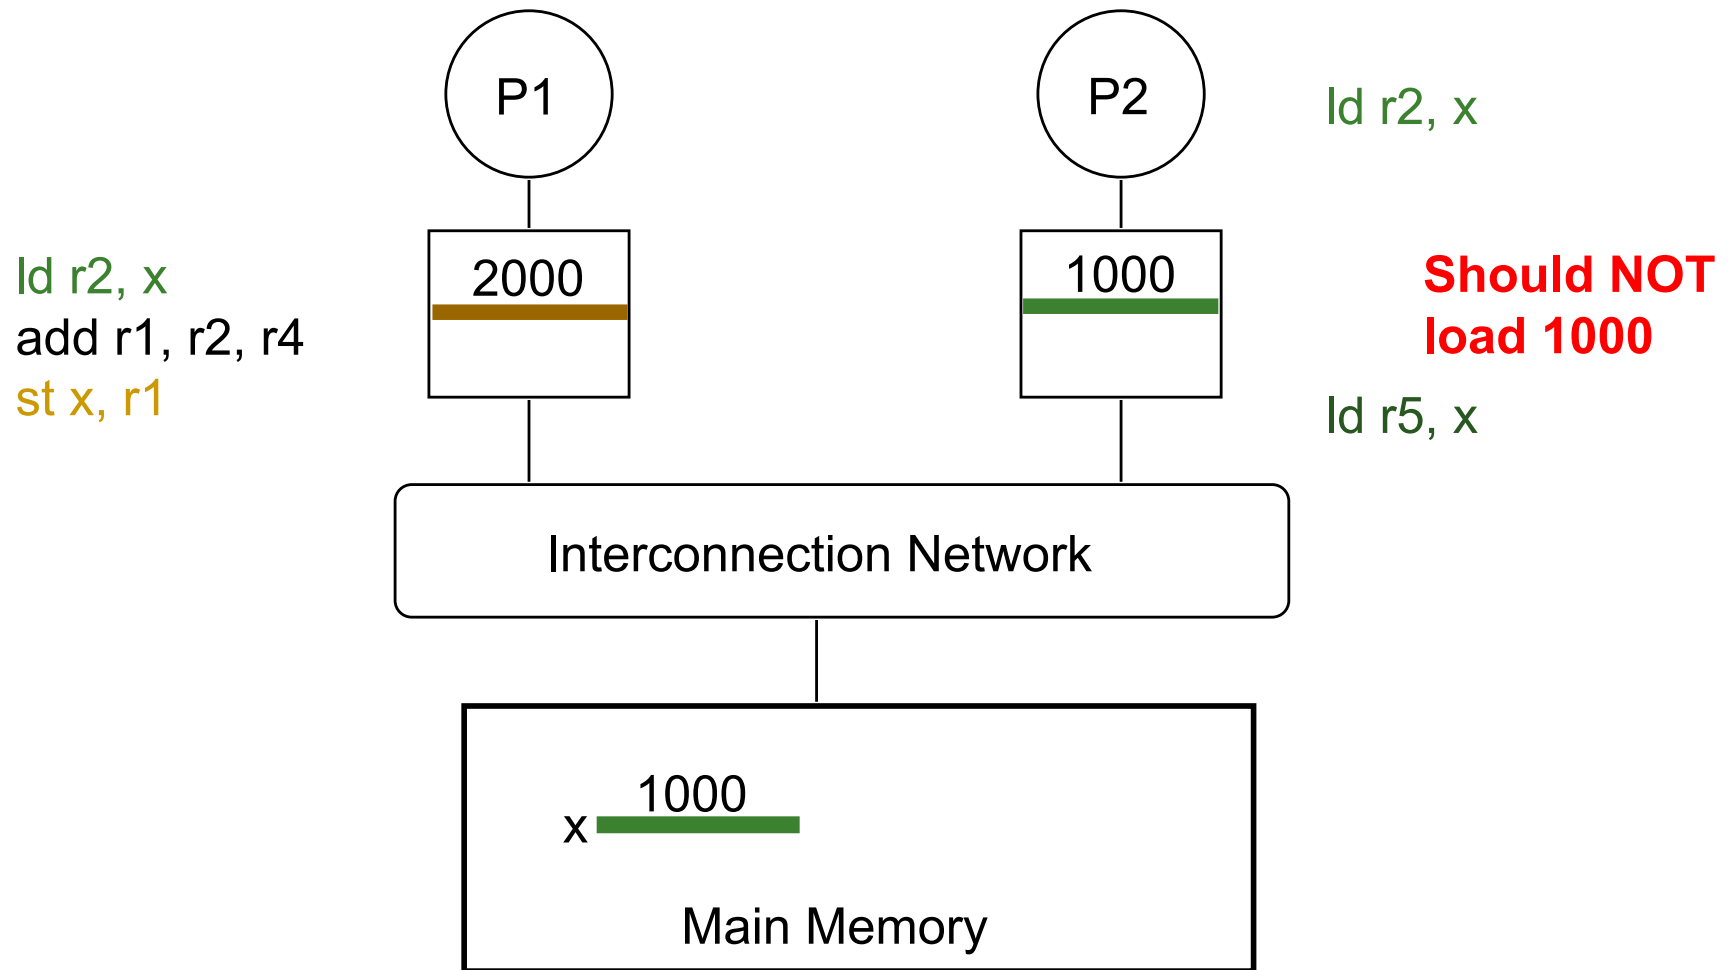 P1
P2
ld r2, x
ld r2, x
add r1, r2, r4
st x, r1
2000
1000
Should NOT
load 1000
ld r5, x
Interconnection Network
1000
x
Main Memory